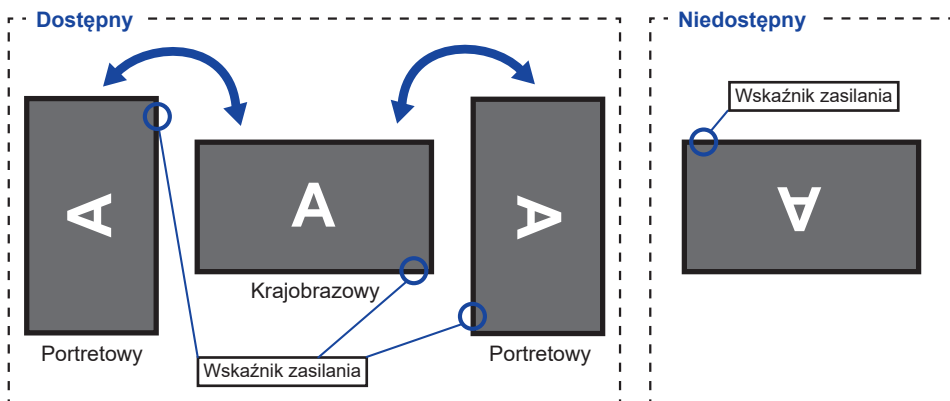 Dostępny
Niedostępny
Wskaźnik zasilania
A
A
A
A
Krajobrazowy
Portretowy
Wskaźnik zasilania
Portretowy